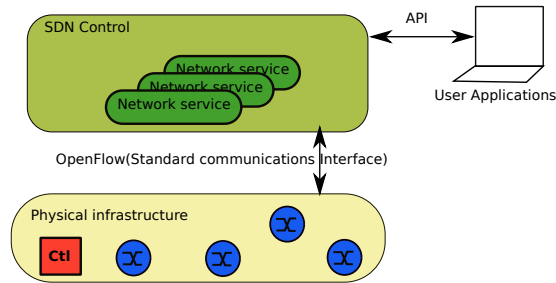 SDN Control
API
Network service
Network service
Network service
User Applications
OpenFlow(Standard communications Interface)
Physical infrastructure
Ctl